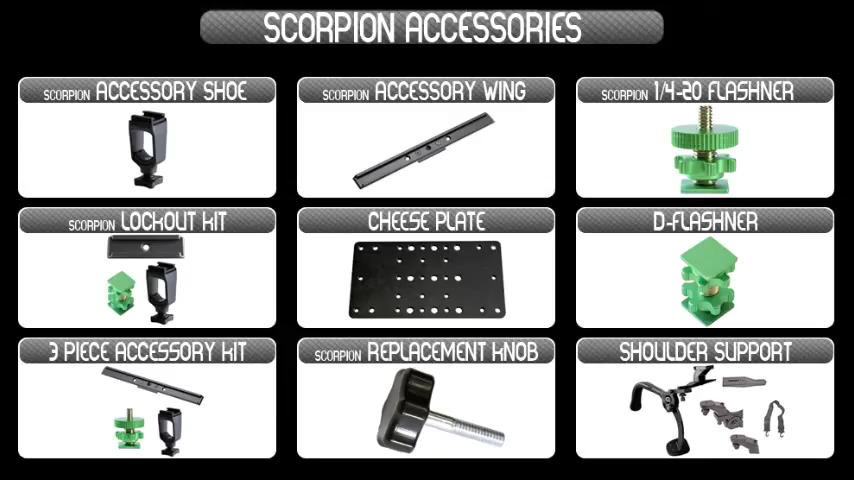 SCORPION ACCESSORIES
SCORPION ACCESSORY SHOE
SCORPION ACCESSORY WING
SCORPION 1/4-20 FLASHNER
SCORPION LOCKOUT KIT
CHEESE PLATE
D-FLASHNER
3 PIECE ACCESSORY KIT
SCORPION REPLACEMENT KNOB
SHOULDER SUPPORT